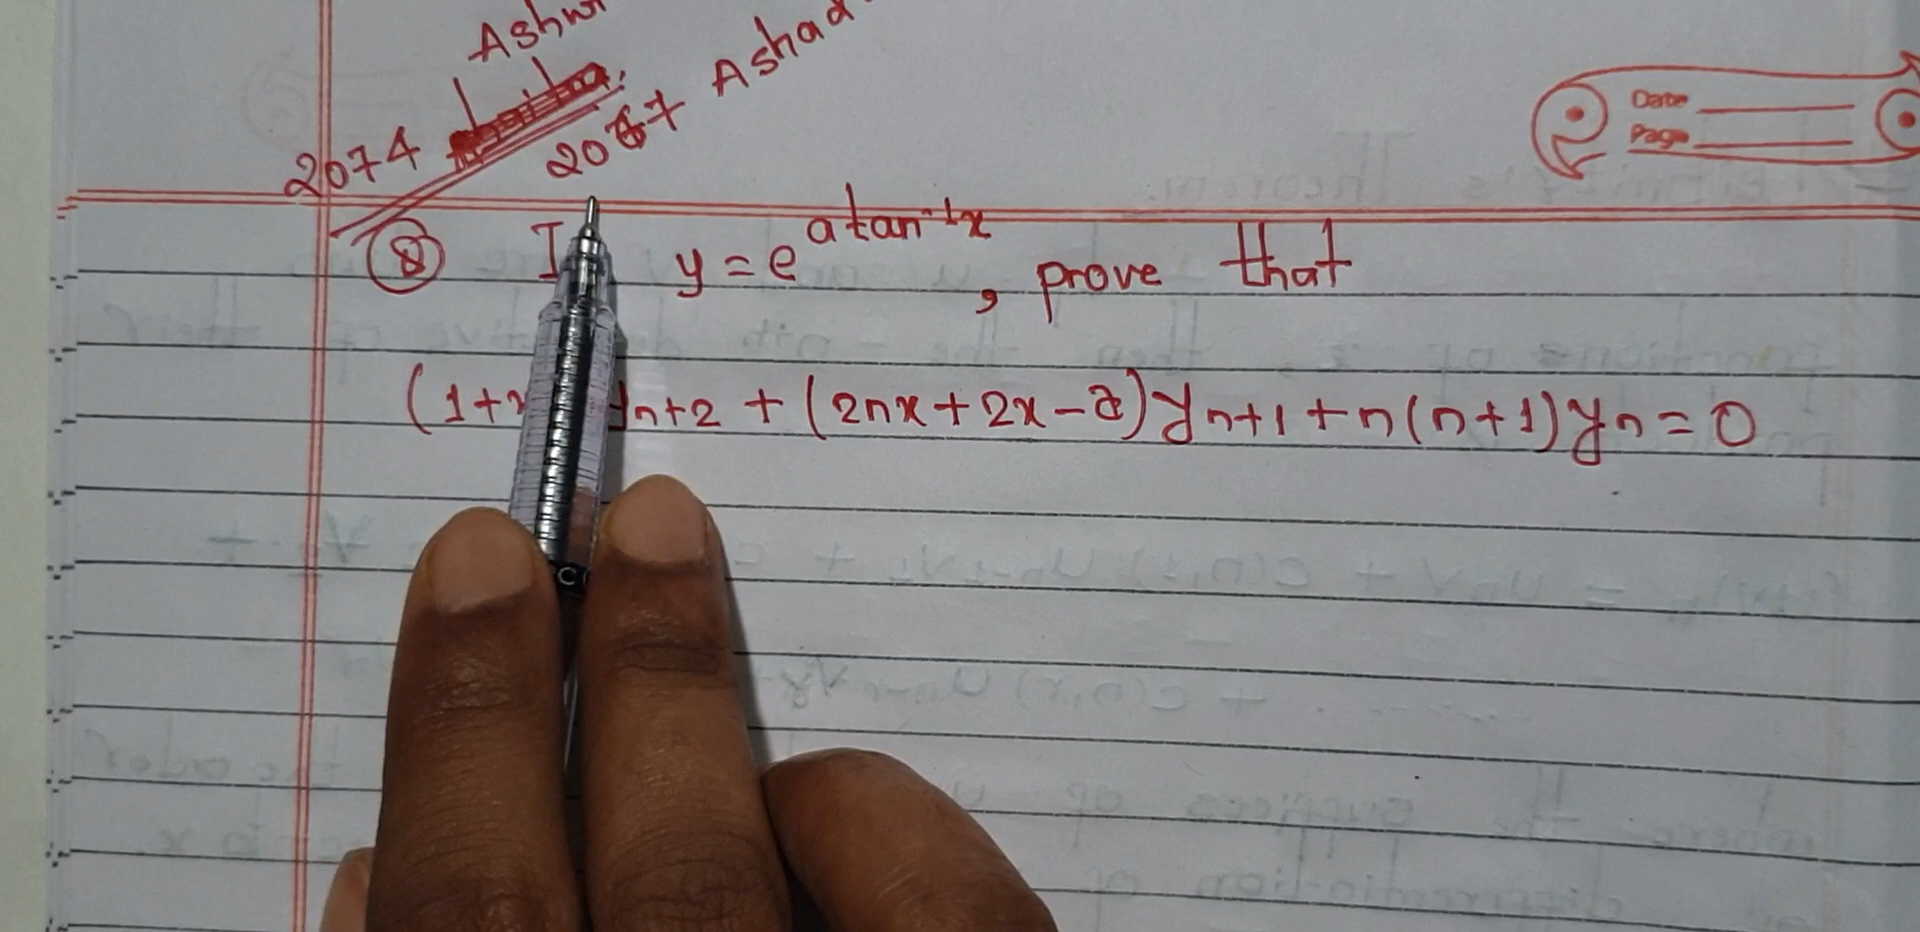 2074
2067 Ashad
Date
Page
⑧ I y = e^(a tan⁻¹x), prove that
(1+ yn+2 + (2nx+2x-a)yn+1 + n(n+1)yn = 0